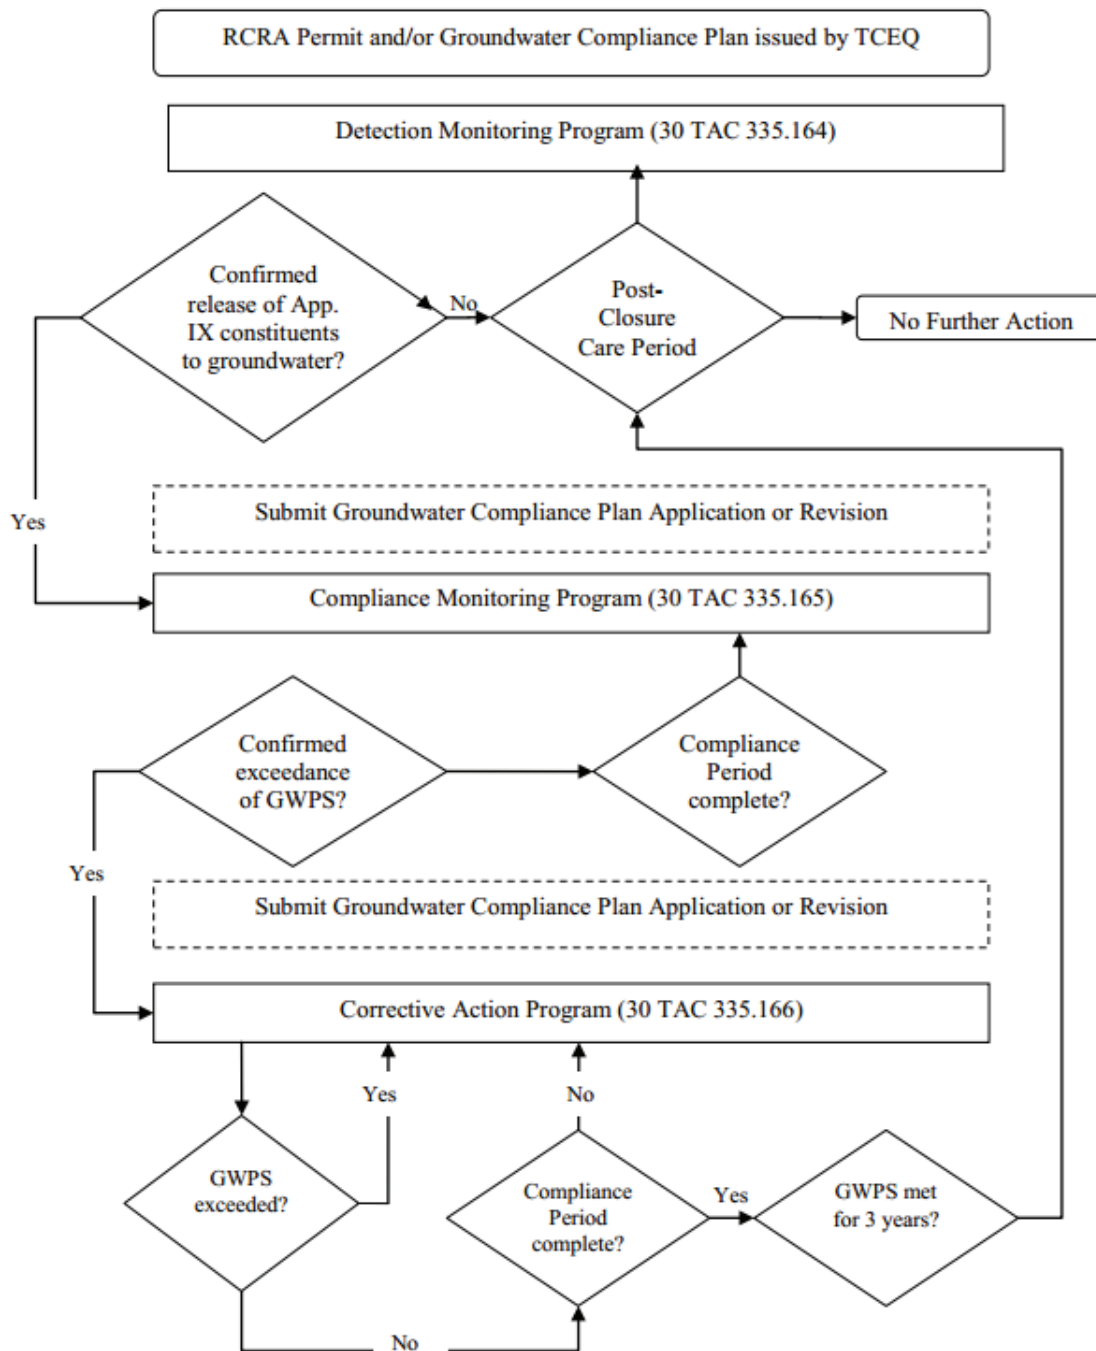 RCRA Permit and/or Groundwater Compliance Plan issued by TCEQ
Detection Monitoring Program (30 TAC 335.164)
Confirmed
release of App.
IX constituents
to groundwater?
No
Post-
Closure
Care Period
No Further Action
Yes
Submit Groundwater Compliance Plan Application or Revision
Compliance Monitoring Program (30 TAC 335.165)
Confirmed
exceedance
of GWPS?
Compliance
Period
complete?
Yes
Submit Groundwater Compliance Plan Application or Revision
Corrective Action Program (30 TAC 335.166)
Yes
No
GWPS
exceeded?
Compliance
Period
complete?
Yes
GWPS met
for 3 years?
No